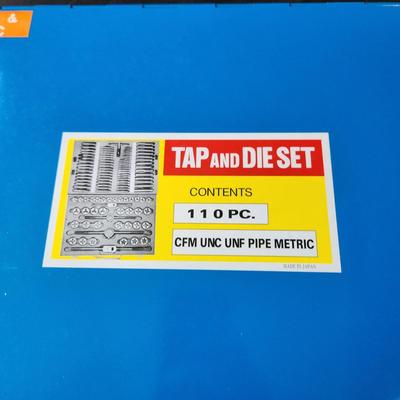 &
TAP AND DIE SET
CONTENTS
110 PC.
CFM UNC UNF PIPE METRIC
MADE IN JAPAN